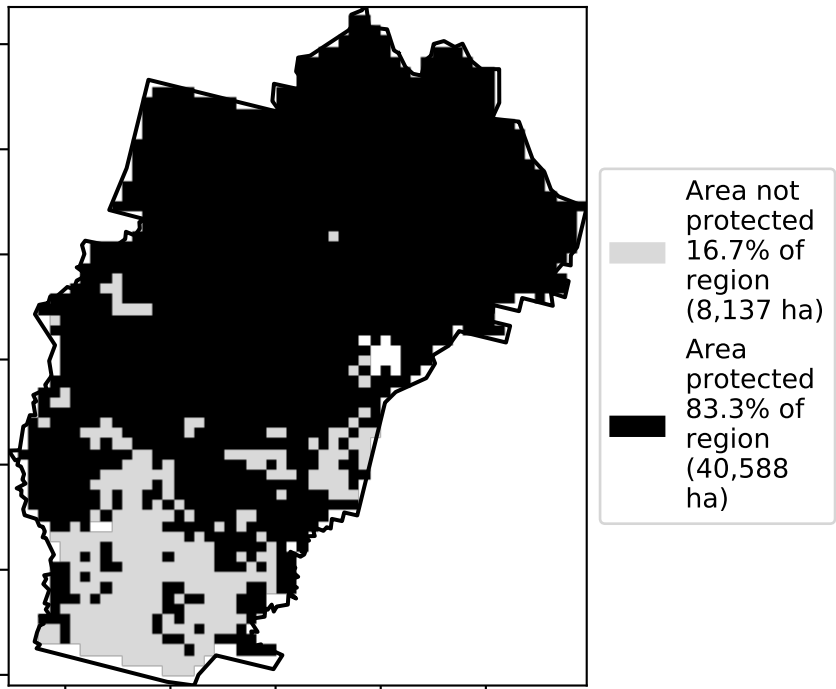 Area not
protected
16.7% of
region
(8,137 ha)
Area
protected
83.3% of
region
(40,588
ha)